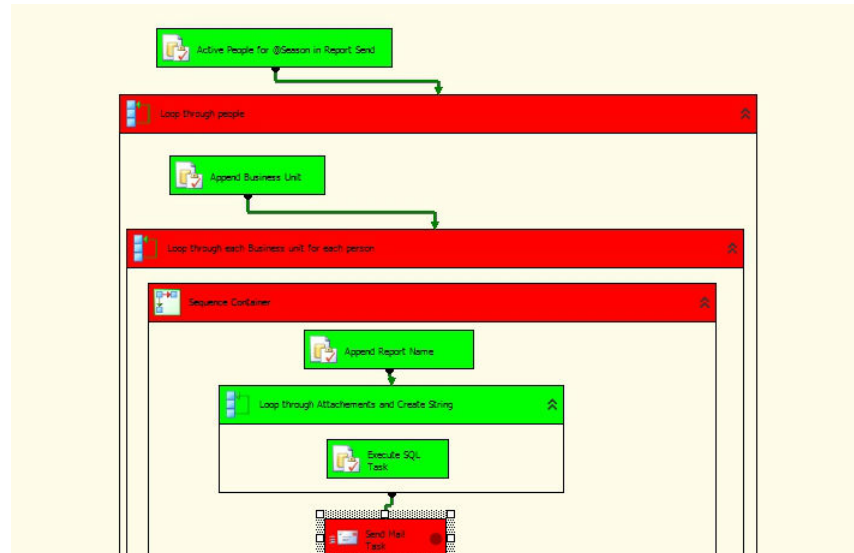 Active People for @Season in Report Send
Loop through people
Append Business Unit
Loop through each Business unit for each person
Sequence Container
Append Report Name
Loop through Attachements and Create String
Execute SQL
Task
Send Mail
Task